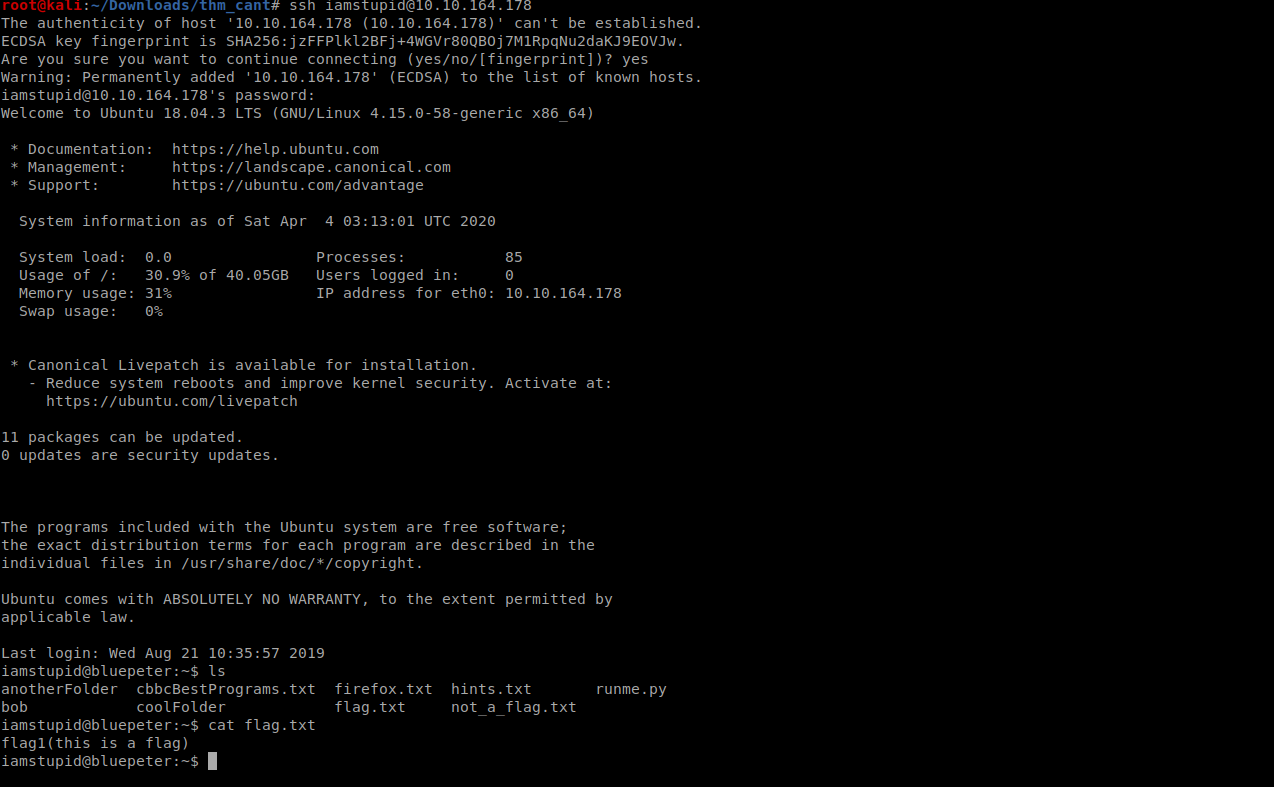 root@kali:~/Downloads/thm_cant# ssh iamstupid@10.10.164.178
The authenticity of host '10.10.164.178 (10.10.164.178)' can't be established.
ECDSA key fingerprint is SHA256:jzFFPlkl2BFj+4WGVr80QBOj7M1RpqNu2daKJ9EOVJw.
Are you sure you want to continue connecting (yes/no/[fingerprint])? yes
Warning: Permanently added '10.10.164.178' (ECDSA) to the list of known hosts.
iamstupid@10.10.164.178's password:
Welcome to Ubuntu 18.04.3 LTS (GNU/Linux 4.15.0-58-generic x86_64)

 * Documentation:  https://help.ubuntu.com
 * Management:     https://landscape.canonical.com
 * Support:        https://ubuntu.com/advantage

  System information as of Sat Apr  4 03:13:01 UTC 2020

  System load:  0.0                Processes:           85
  Usage of /:   30.9% of 40.05GB   Users logged in:     0
  Memory usage: 31%                IP address for eth0: 10.10.164.178
  Swap usage:   0%

 * Canonical Livepatch is available for installation.
   - Reduce system reboots and improve kernel security. Activate at:
     https://ubuntu.com/livepatch

11 packages can be updated.
0 updates are security updates.

The programs included with the Ubuntu system are free software;
the exact distribution terms for each program are described in the
individual files in /usr/share/doc/*/copyright.

Ubuntu comes with ABSOLUTELY NO WARRANTY, to the extent permitted by
applicable law.

Last login: Wed Aug 21 10:35:57 2019
iamstupid@bluepeter:~$ ls
anotherFolder  cbbcBestPrograms.txt  firefox.txt  hints.txt       runme.py
bob            coolFolder            flag.txt     not_a_flag.txt
iamstupid@bluepeter:~$ cat flag.txt
flag1(this is a flag)
iamstupid@bluepeter:~$